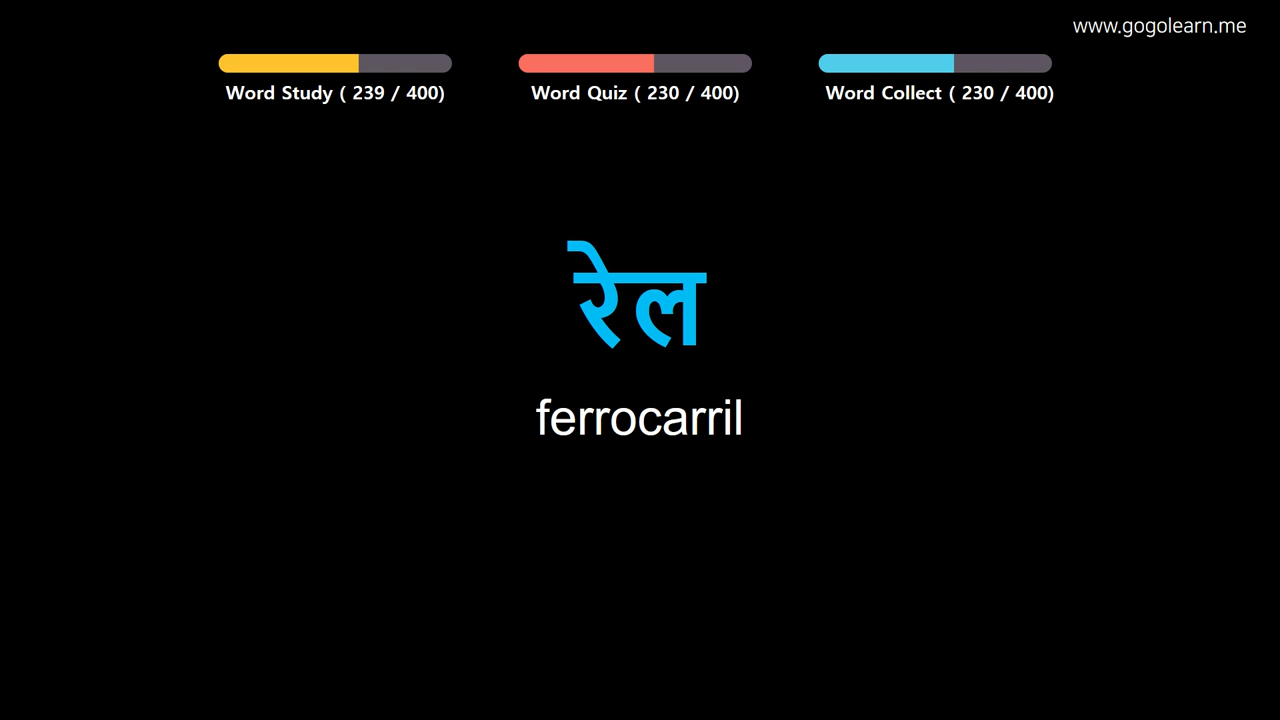 www.gogolearn.me
Word Study ( 239 / 400)
Word Quiz ( 230 / 400)
Word Collect ( 230 / 400)
रेल
ferrocarril